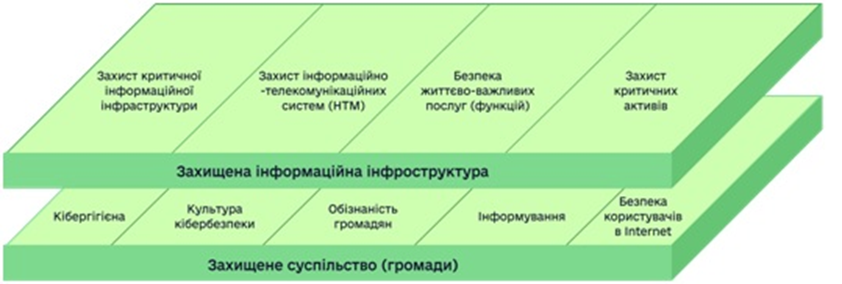 Захист критичної
інформаційної
інфраструктури
Захист інформаційно
-телекомунікаційних
систем (НТМ)
Безпека
життєво-важливих
послуг (функцій)
Захист
критичних
активів
Захищена інформаційна інфроструктура
Кібергігієна
Культура
кібербезпеки
Обізнаність
громадян
Інформування
Безпека
користувачів
в Internet
Захищене суспільство (громади)